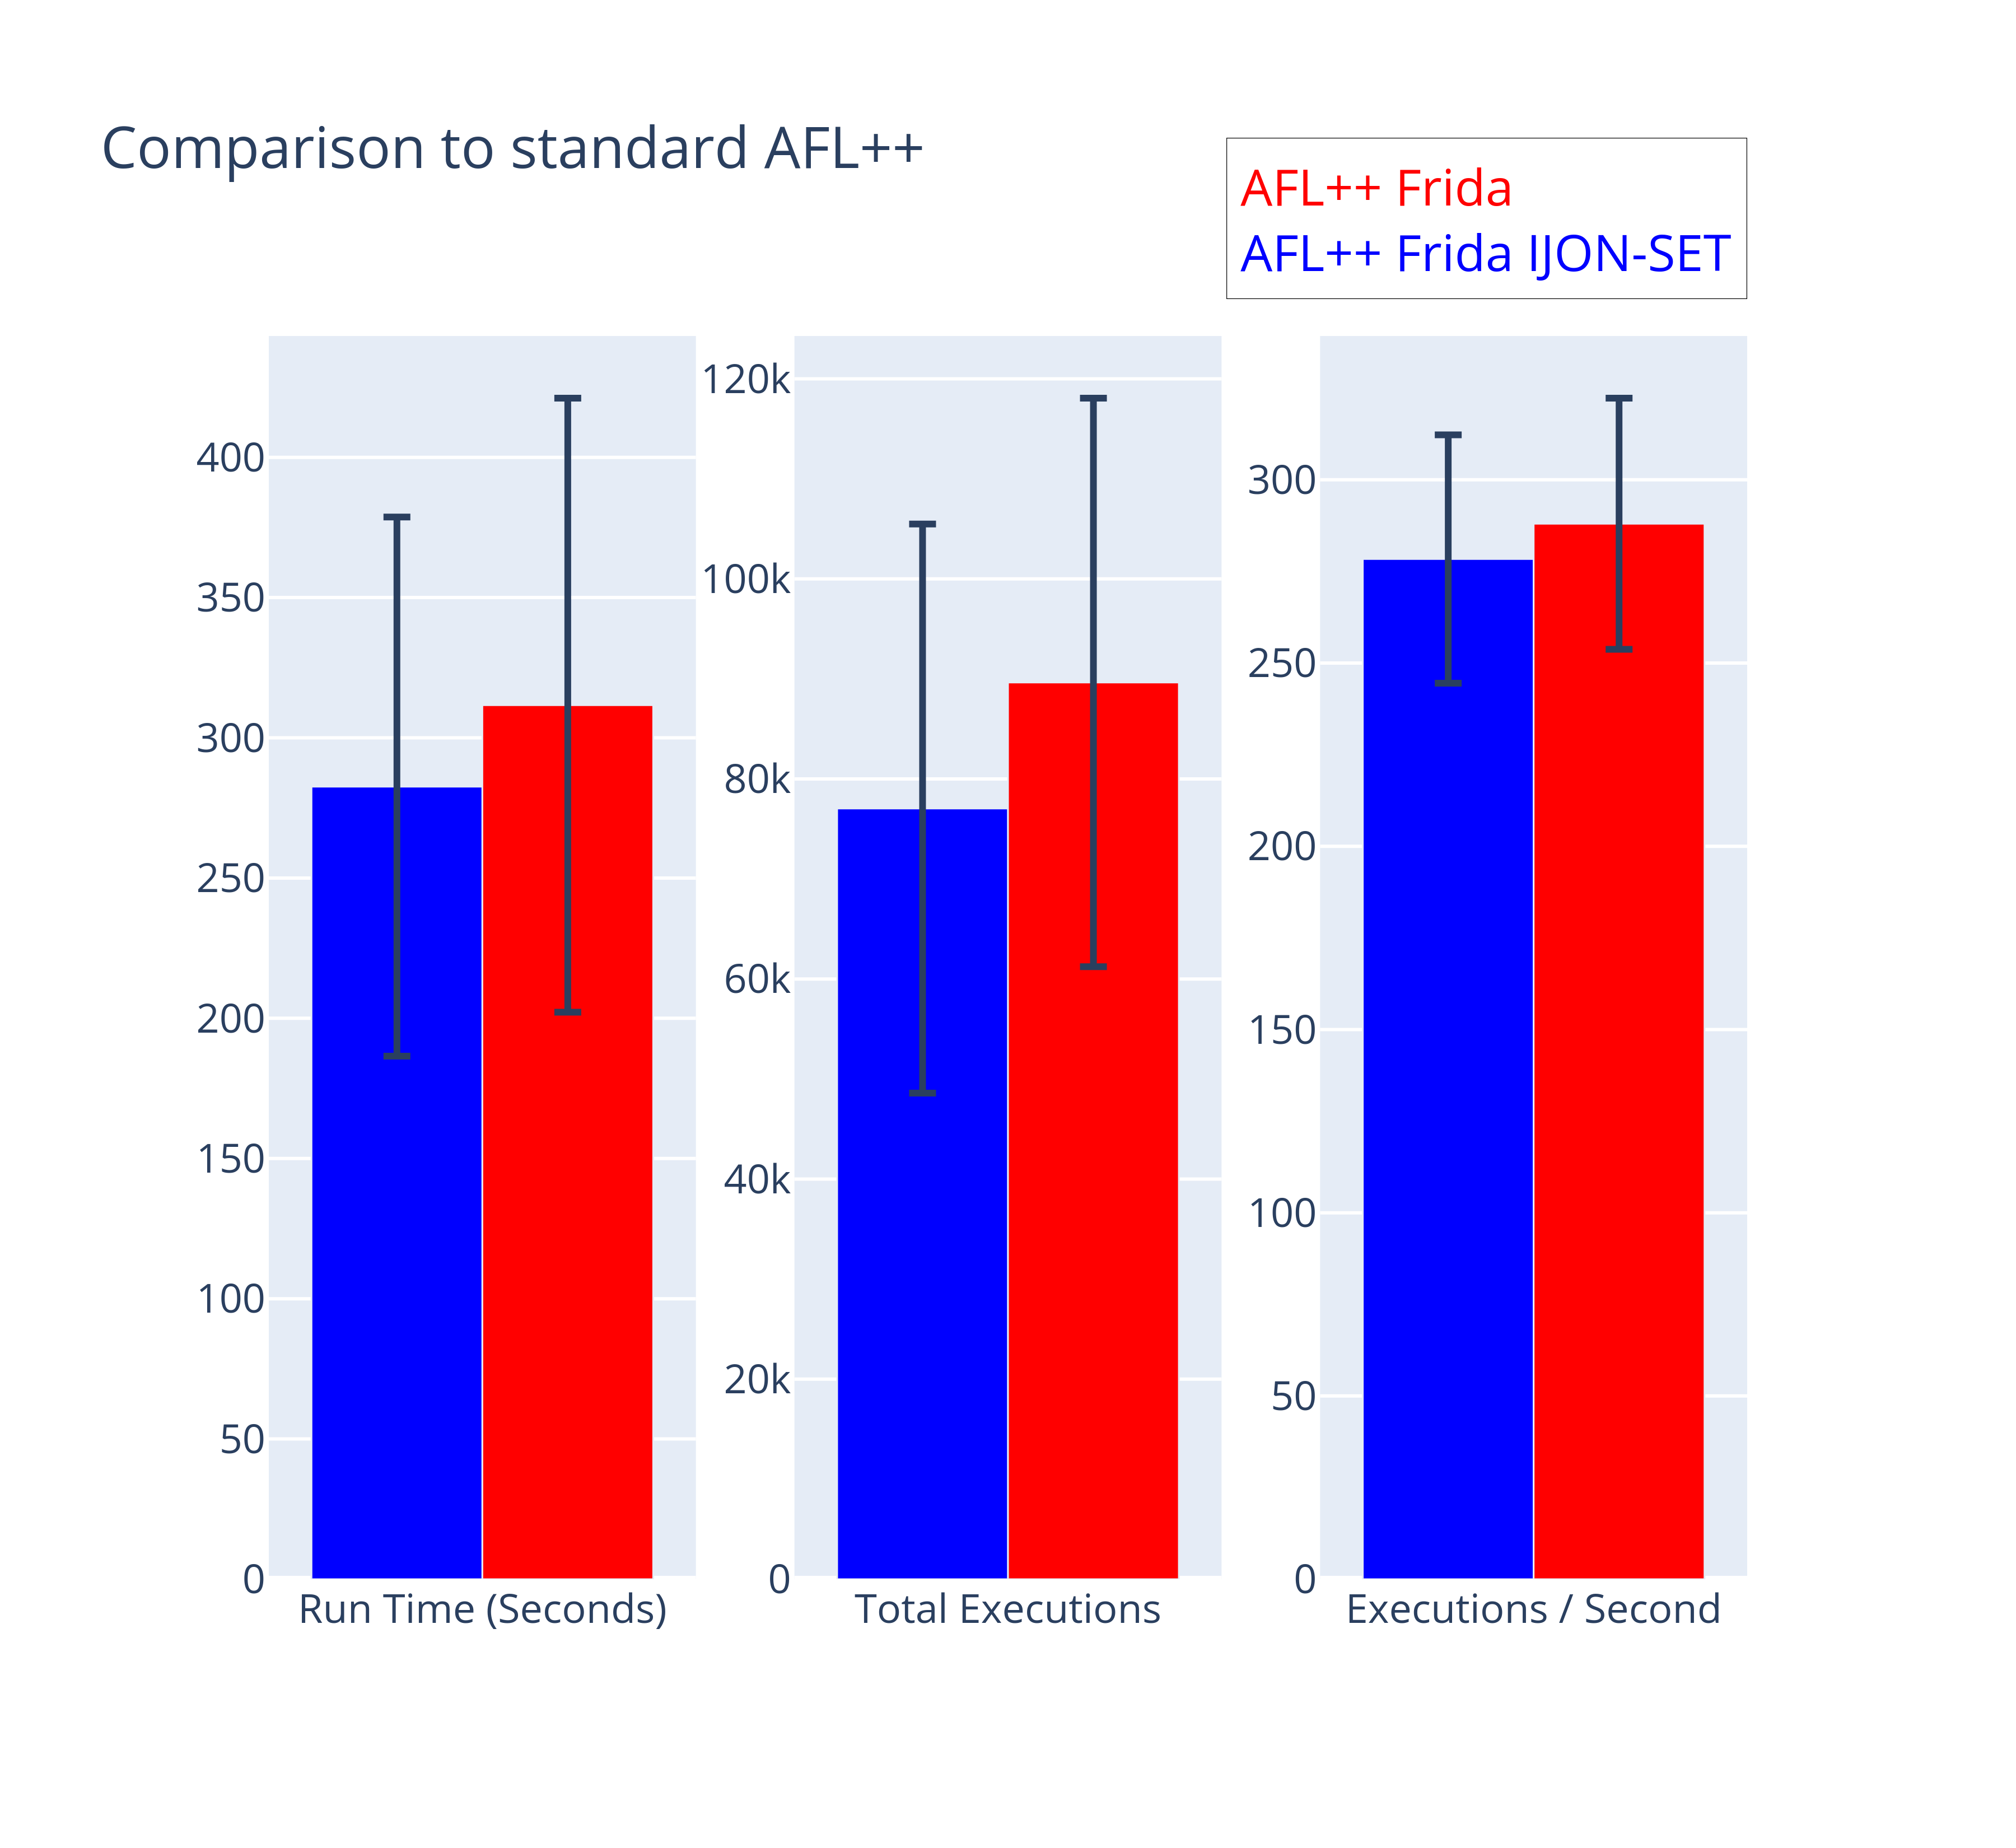 Comparison to standard AFL++
AFL++ Frida
AFL++ Frida IJON-SET
400
350
300
250
200
150
100
50
0
Run Time (Seconds)
120k
100k
80k
60k
40k
20k
0
Total Executions
300
250
200
150
100
50
0
Executions / Second